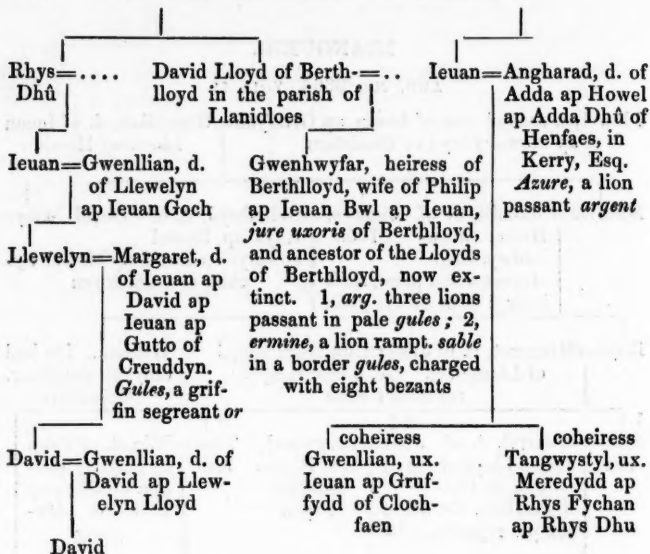 Rhys=.... David Lloyd of Berth-=.. Ieuan=Angharad, d. of
Dhû lloyd in the parish of Adda ap Howel
Llanidloes ap Adda Dhû of
Henfaes, in
Ieuan=Gwenllian, d. Gwenhwyfar, heiress of Kerry, Esq.
of Llewelyn Berthlloyd, wife of Philip Azure, a lion
ap Ieuan Goch ap Ieuan Bwl ap Ieuan, passant argent
jure uxoris of Berthlloyd,
Llewelyn=Margaret, d. and ancestor of the Lloyds
of Ieuan ap of Berthlloyd, now ex-
David ap tinct. 1, arg. three lions
Ieuan ap passant in pale gules; 2,
Gutto of ermine, a lion rampt. sable
Creuddyn. in a border gules, charged
Gules, a grif- with eight bezants
fin segreant or
coheiress coheiress
David=Gwenllian, d. of Gwenllian, ux. Tangwystyl, ux.
David ap Llew- Ieuan ap Gruf- Meredydd ap
elyn Lloyd fydd of Cloch- Rhys Fychan
faen ap Rhys Dhu
David